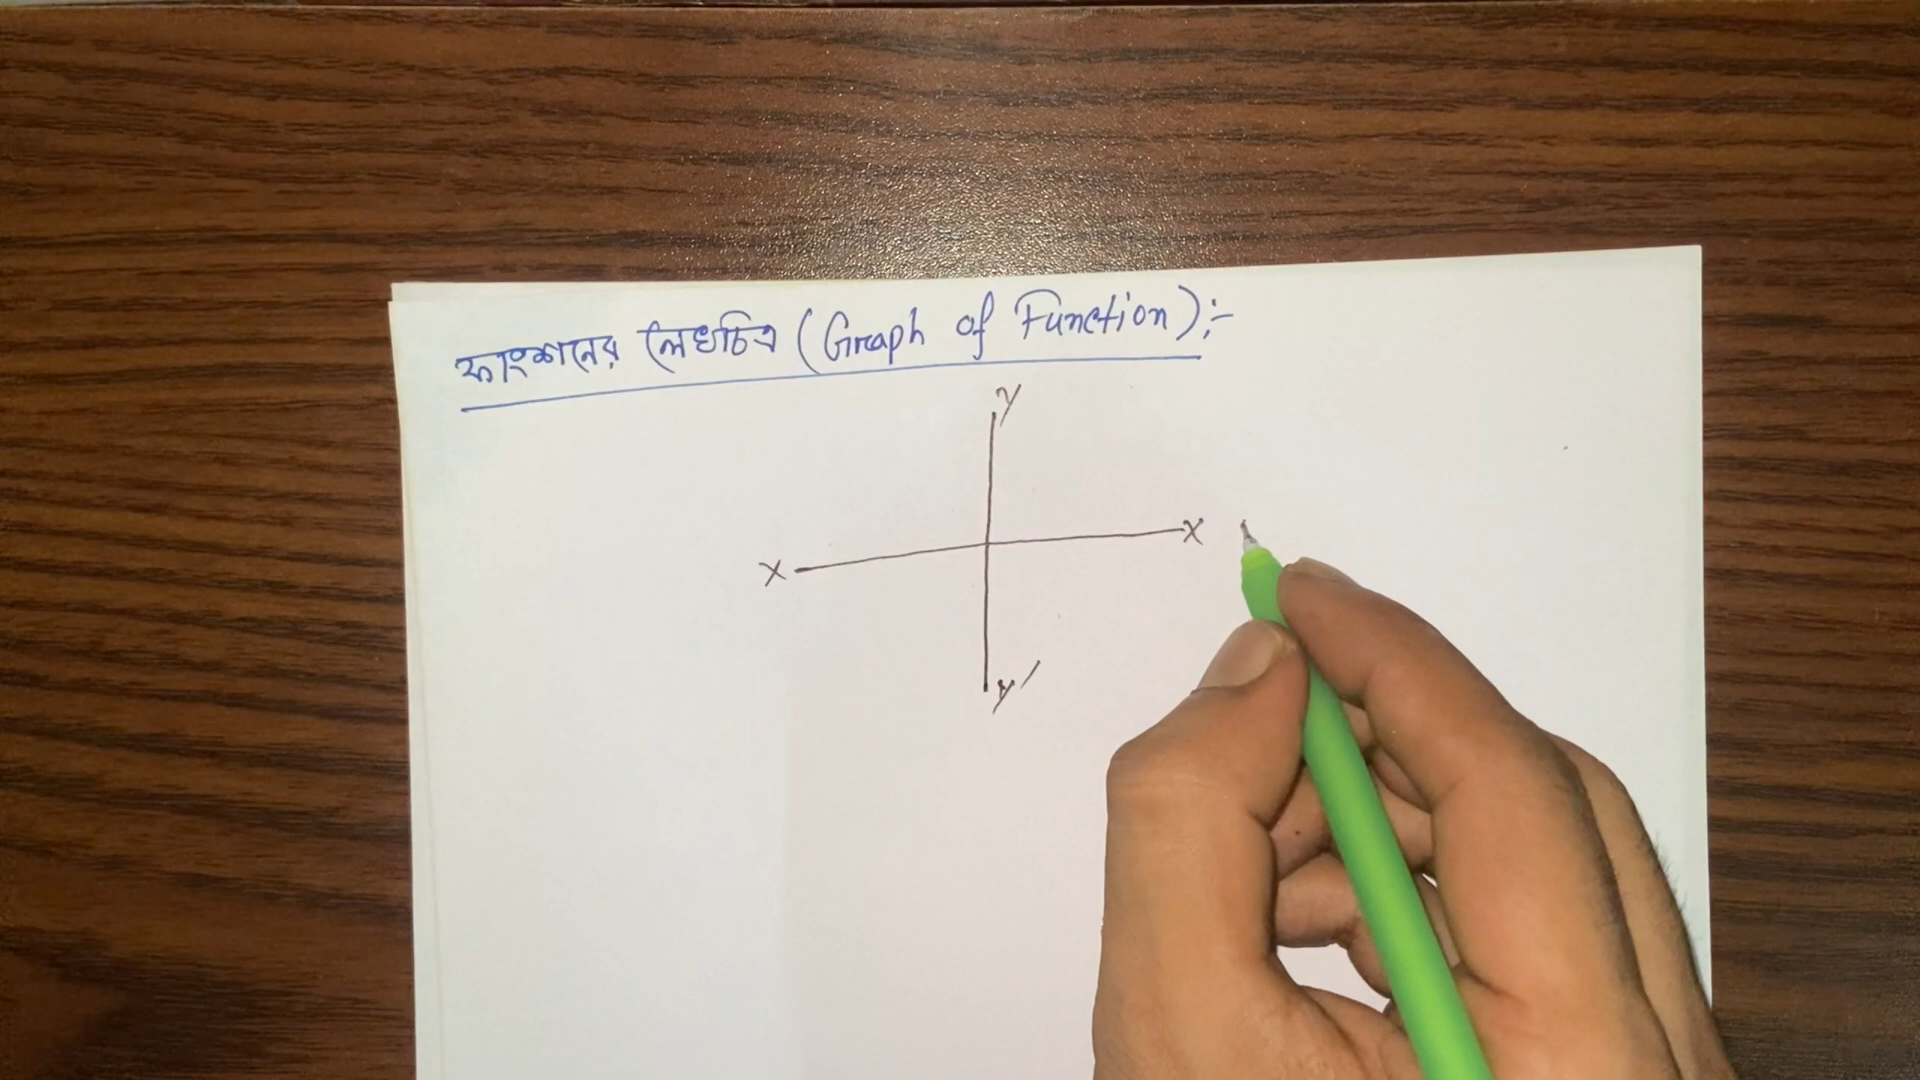 ফাংশনের লেখচিত্র (Graph of Function):-
y
x x
y'